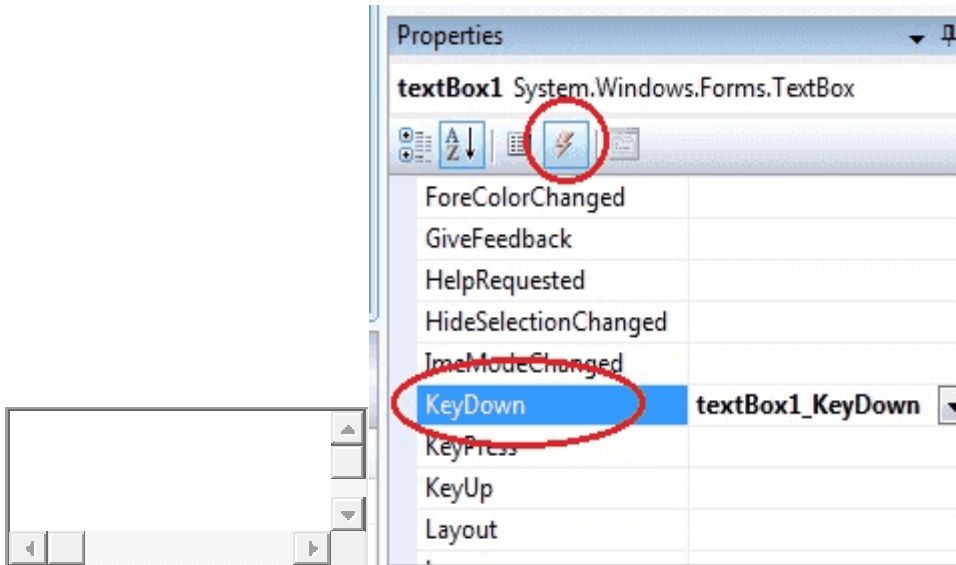 Properties
textBox1 System.Windows.Forms.TextBox
A
Z
ForeColorChanged
GiveFeedback
HelpRequested
HideSelectionChanged
ImeModeChanged
KeyDown textBox1_KeyDown
KeyPress
KeyUp
Layout